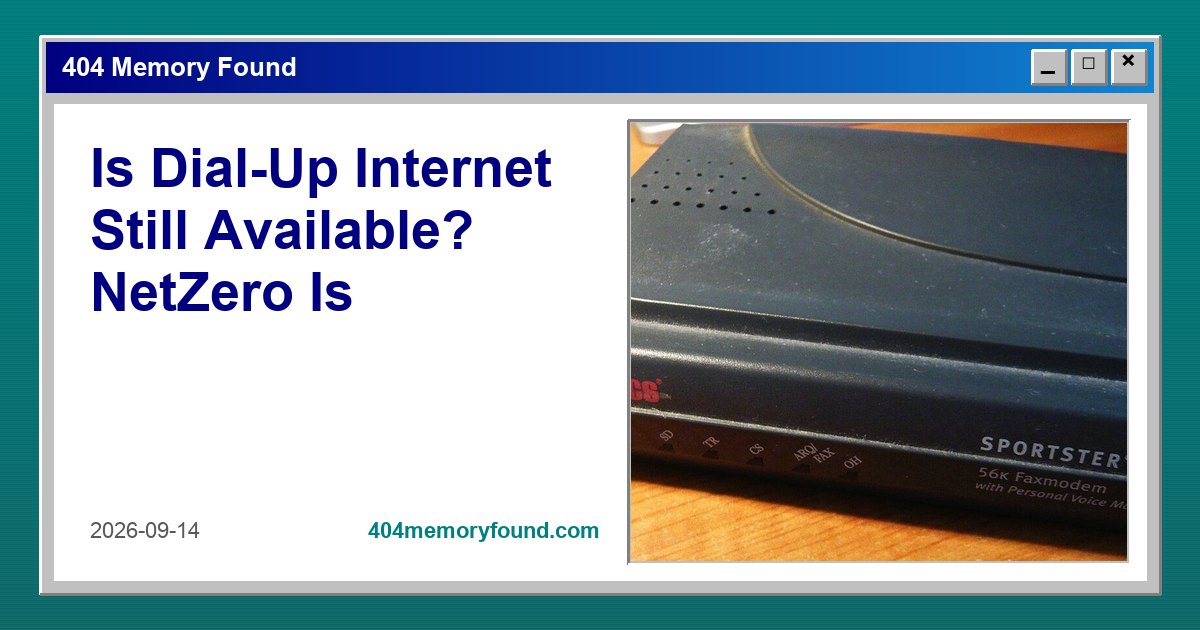 404 Memory Found
Is Dial-Up Internet
Still Available?
NetZero Is
2026-09-14
404memoryfound.com
SD
TR
CS
ARQ/
FAX
OH
SPORTSTER
56K Faxmodem
with Personal Voice